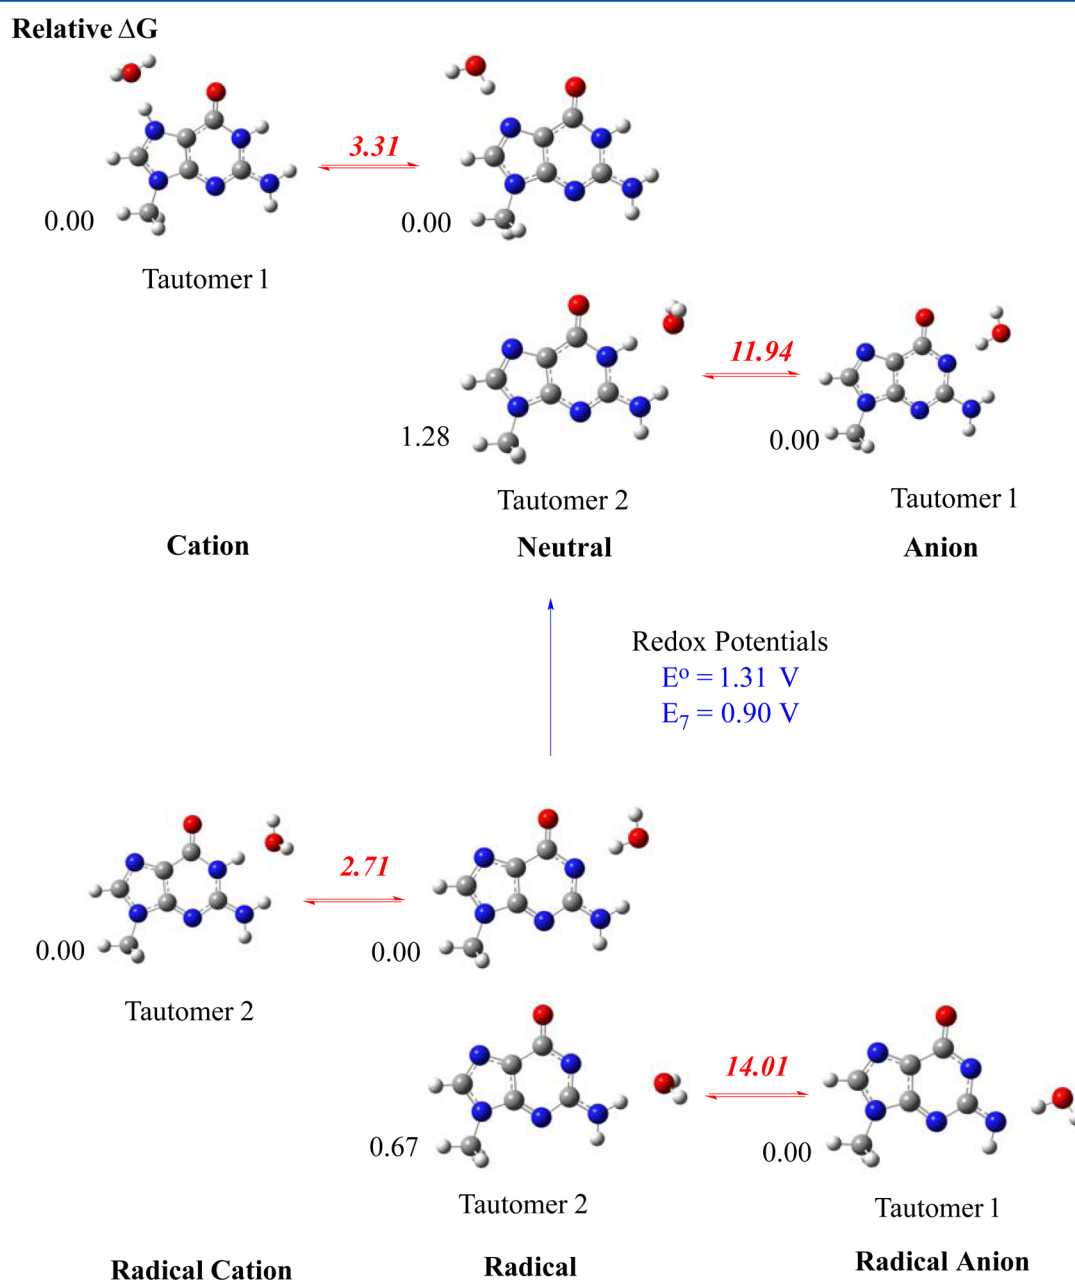 Relative ΔG
3.31
0.00
0.00
Tautomer 1
11.94
1.28
0.00
Tautomer 2
Tautomer 1
Cation
Neutral
Anion
Redox Potentials
Eº = 1.31 V
E₇ = 0.90 V
2.71
0.00
0.00
Tautomer 2
14.01
0.67
0.00
Tautomer 2
Tautomer 1
Radical Cation
Radical
Radical Anion